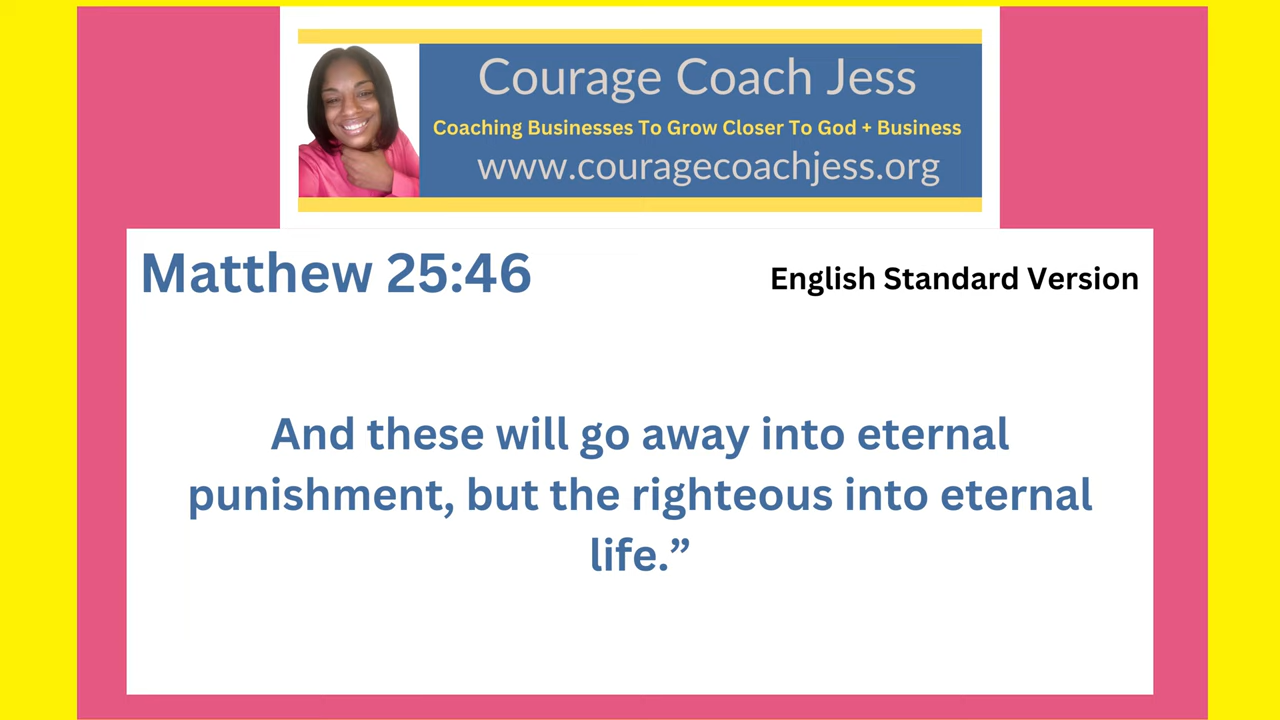 Courage Coach Jess
Coaching Businesses To Grow Closer To God + Business
www.couragecoachjess.org
Matthew 25:46
English Standard Version
And these will go away into eternal
punishment, but the righteous into eternal
life.”